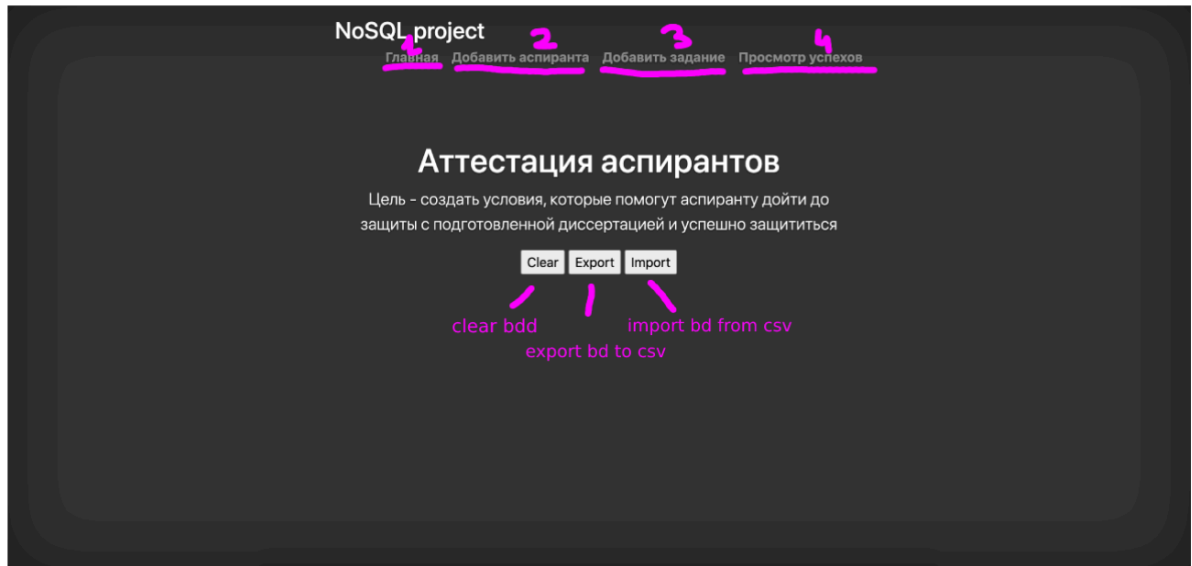 NoSQL project
1 2 3 4
Главная Добавить аспиранта Добавить задание Просмотр успехов
Аттестация аспирантов
Цель - создать условия, которые помогут аспиранту дойти до
защиты с подготовленной диссертацией и успешно защититься
Clear Export Import
clear bdd import bd from csv
export bd to csv